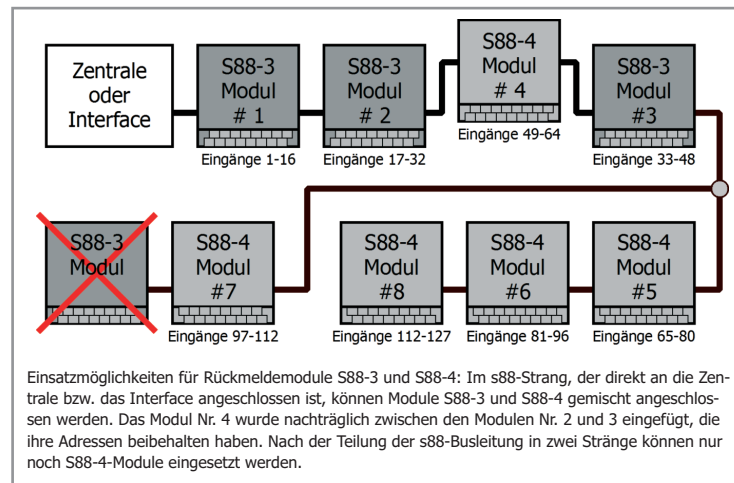 Zentrale
oder
Interface
S88-3
Modul
# 1
Eingänge 1-16
S88-3
Modul
# 2
Eingänge 17-32
S88-4
Modul
# 4
Eingänge 49-64
S88-3
Modul
#3
Eingänge 33-48
S88-3
Modul
S88-4
Modul
#7
Eingänge 97-112
S88-4
Modul
#8
Eingänge 112-127
S88-4
Modul
#6
Eingänge 81-96
S88-4
Modul
#5
Eingänge 65-80
Einsatzmöglichkeiten für Rückmeldemodule S88-3 und S88-4: Im s88-Strang, der direkt an die Zen-
trale bzw. das Interface angeschlossen ist, können Module S88-3 und S88-4 gemischt angeschlos-
sen werden. Das Modul Nr. 4 wurde nachträglich zwischen den Modulen Nr. 2 und 3 eingefügt, die
ihre Adressen beibehalten haben. Nach der Teilung der s88-Busleitung in zwei Stränge können nur
noch S88-4-Module eingesetzt werden.